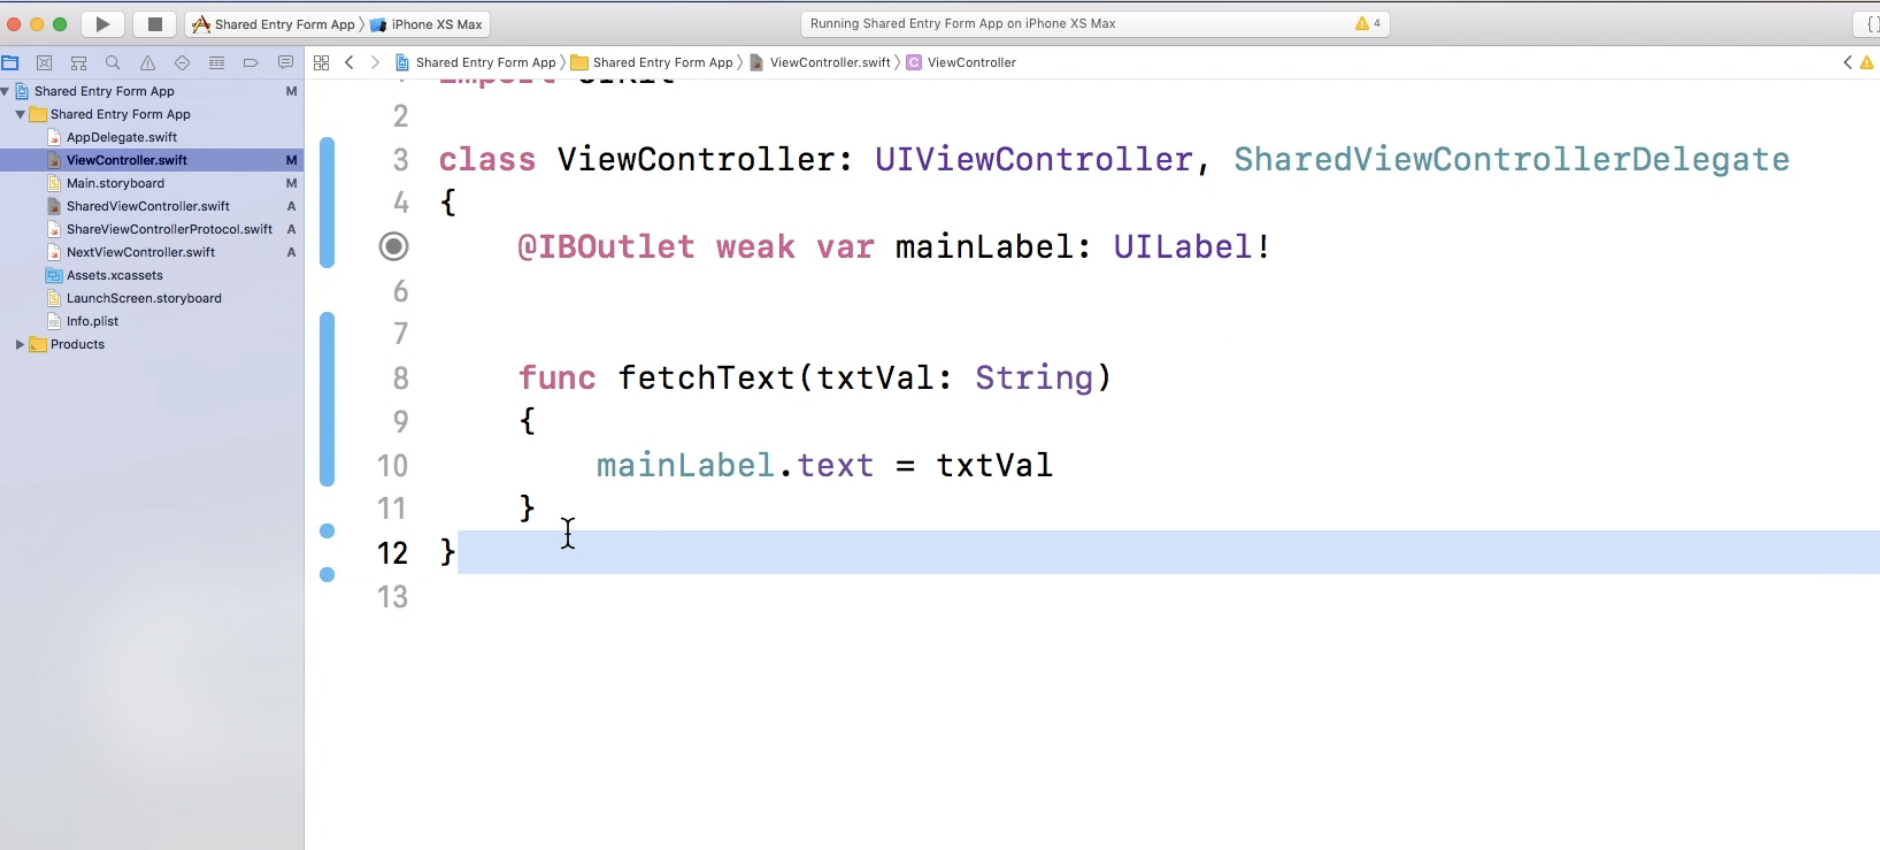 Shared Entry Form App 〉 iPhone XS Max
Running Shared Entry Form App on iPhone XS Max 4
{}
Shared Entry Form App 〉 Shared Entry Form App 〉 ViewController.swift 〉 C ViewController
Shared Entry Form App M
Shared Entry Form App
AppDelegate.swift
ViewController.swift M
Main.storyboard M
SharedViewController.swift A
ShareViewControllerProtocol.swift A
NextViewController.swift A
Assets.xcassets
LaunchScreen.storyboard
Info.plist
Products
import UIKit
2
3 class ViewController: UIViewController, SharedViewControllerDelegate
4 {
@IBOutlet weak var mainLabel: UILabel!
6
7
8 func fetchText(txtVal: String)
9 {
10 mainLabel.text = txtVal
11 }
12 }
13